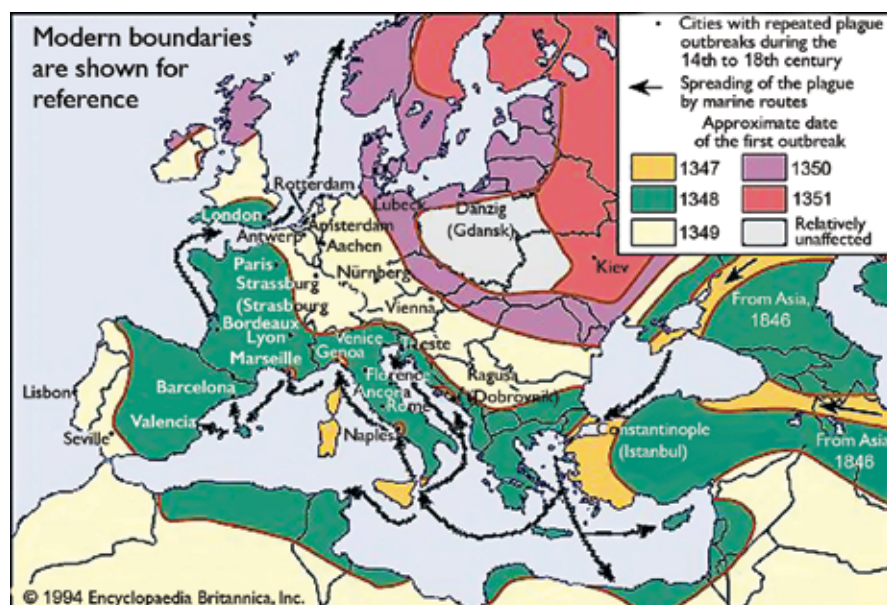 Modern boundaries
are shown for
reference
Cities with repeated plague
outbreaks during the
14th to 18th century
Spreading of the plague
by marine routes
Approximate date
of the first outbreak
1347
1348
1349
1350
1351
Relatively
unaffected
Rotterdam
London
Amsterdam
Antwerp
Aachen
Lubeck
Danzig
(Gdansk)
Kiev
Paris
Nürnberg
Strassburg
(Strasbourg
Vienna
Bordeaux
Lyon
Venice
Trieste
Marseille
Genoa
Florence
Ragusa
(Dobrovnik)
Ancora
Rome
Lisbon
Barcelona
Valencia
Seville
Naples
Constantinople
(Istanbul)
From Asia,
1846
From Asia
1846
© 1994 Encyclopaedia Britannica, Inc.